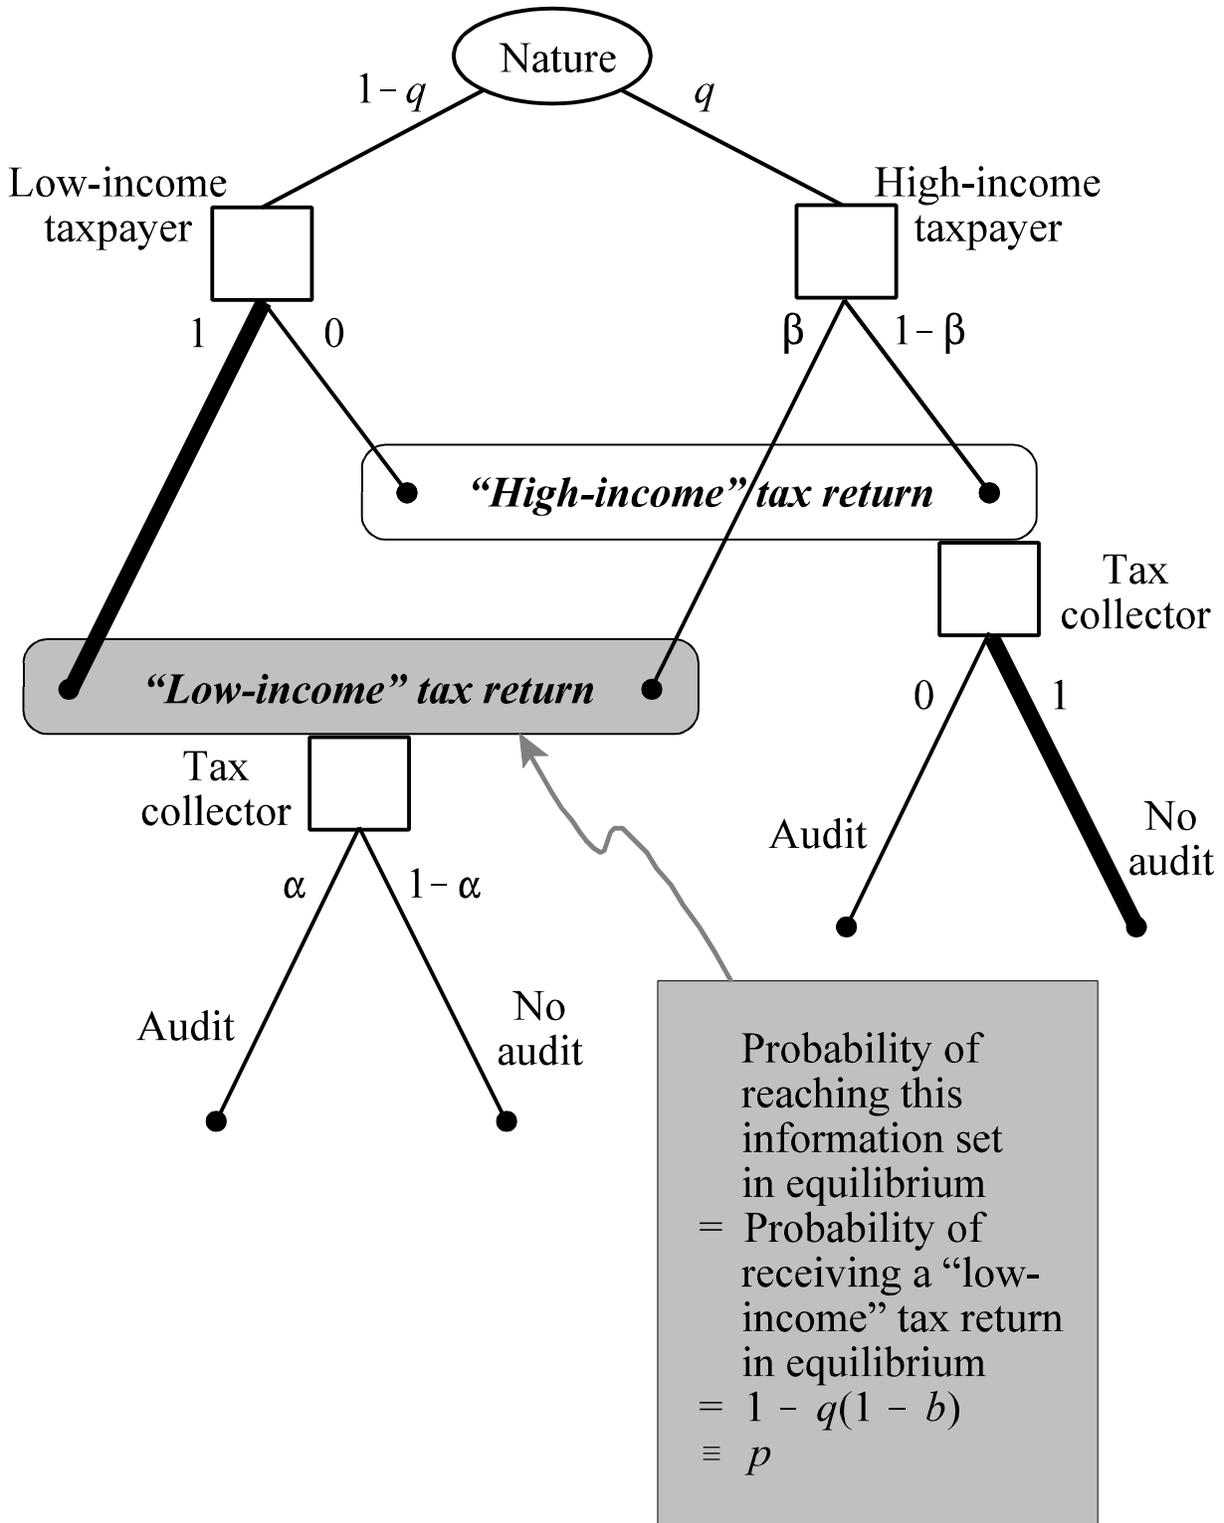 Nature
1 - q
q
Low-income
taxpayer
High-income
taxpayer
1
0
β
1 - β
“High-income” tax return
Tax
collector
“Low-income” tax return
0
1
Tax
collector
Audit
No
audit
α
1 - α
Audit
No
audit
Probability of
reaching this
information set
in equilibrium
= Probability of
receiving a “low-
income” tax return
in equilibrium
= 1 - q(1 - b)
≡ p